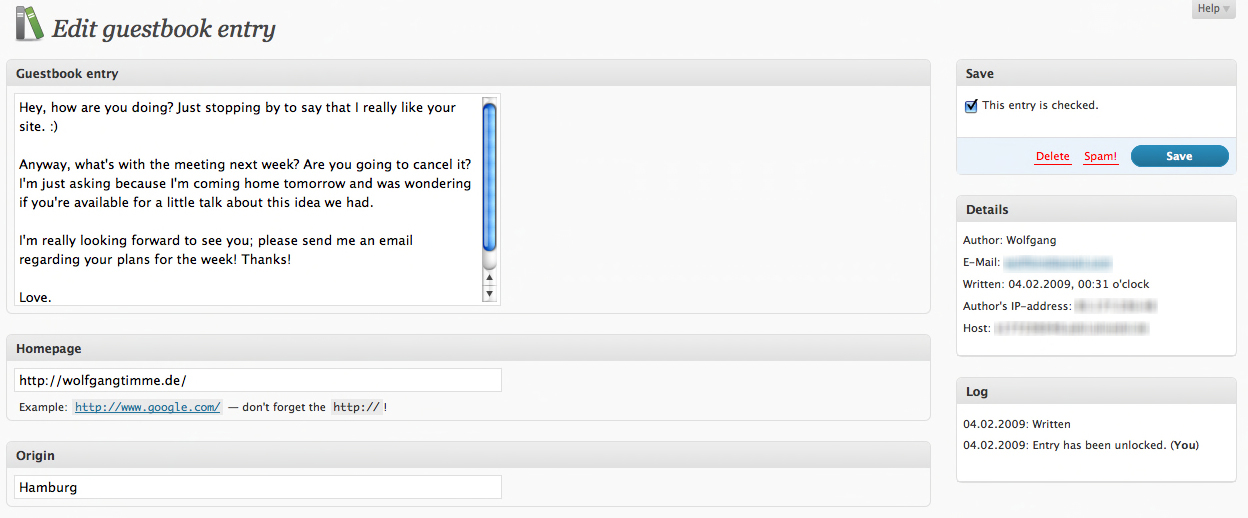 Help
Edit guestbook entry
Guestbook entry
Hey, how are you doing? Just stopping by to say that I really like your
site. :)
Anyway, what's with the meeting next week? Are you going to cancel it?
I'm just asking because I'm coming home tomorrow and was wondering
if you're available for a little talk about this idea we had.
I'm really looking forward to see you; please send me an email
regarding your plans for the week! Thanks!
Love.
Homepage
http://wolfgangtimme.de/
Example: http://www.google.com/ — don't forget the http:// !
Origin
Hamburg
Save
This entry is checked.
Delete Spam! Save
Details
Author: Wolfgang
E-Mail:
Written: 04.02.2009, 00:31 o'clock
Author's IP-address:
Host:
Log
04.02.2009: Written
04.02.2009: Entry has been unlocked. (You)